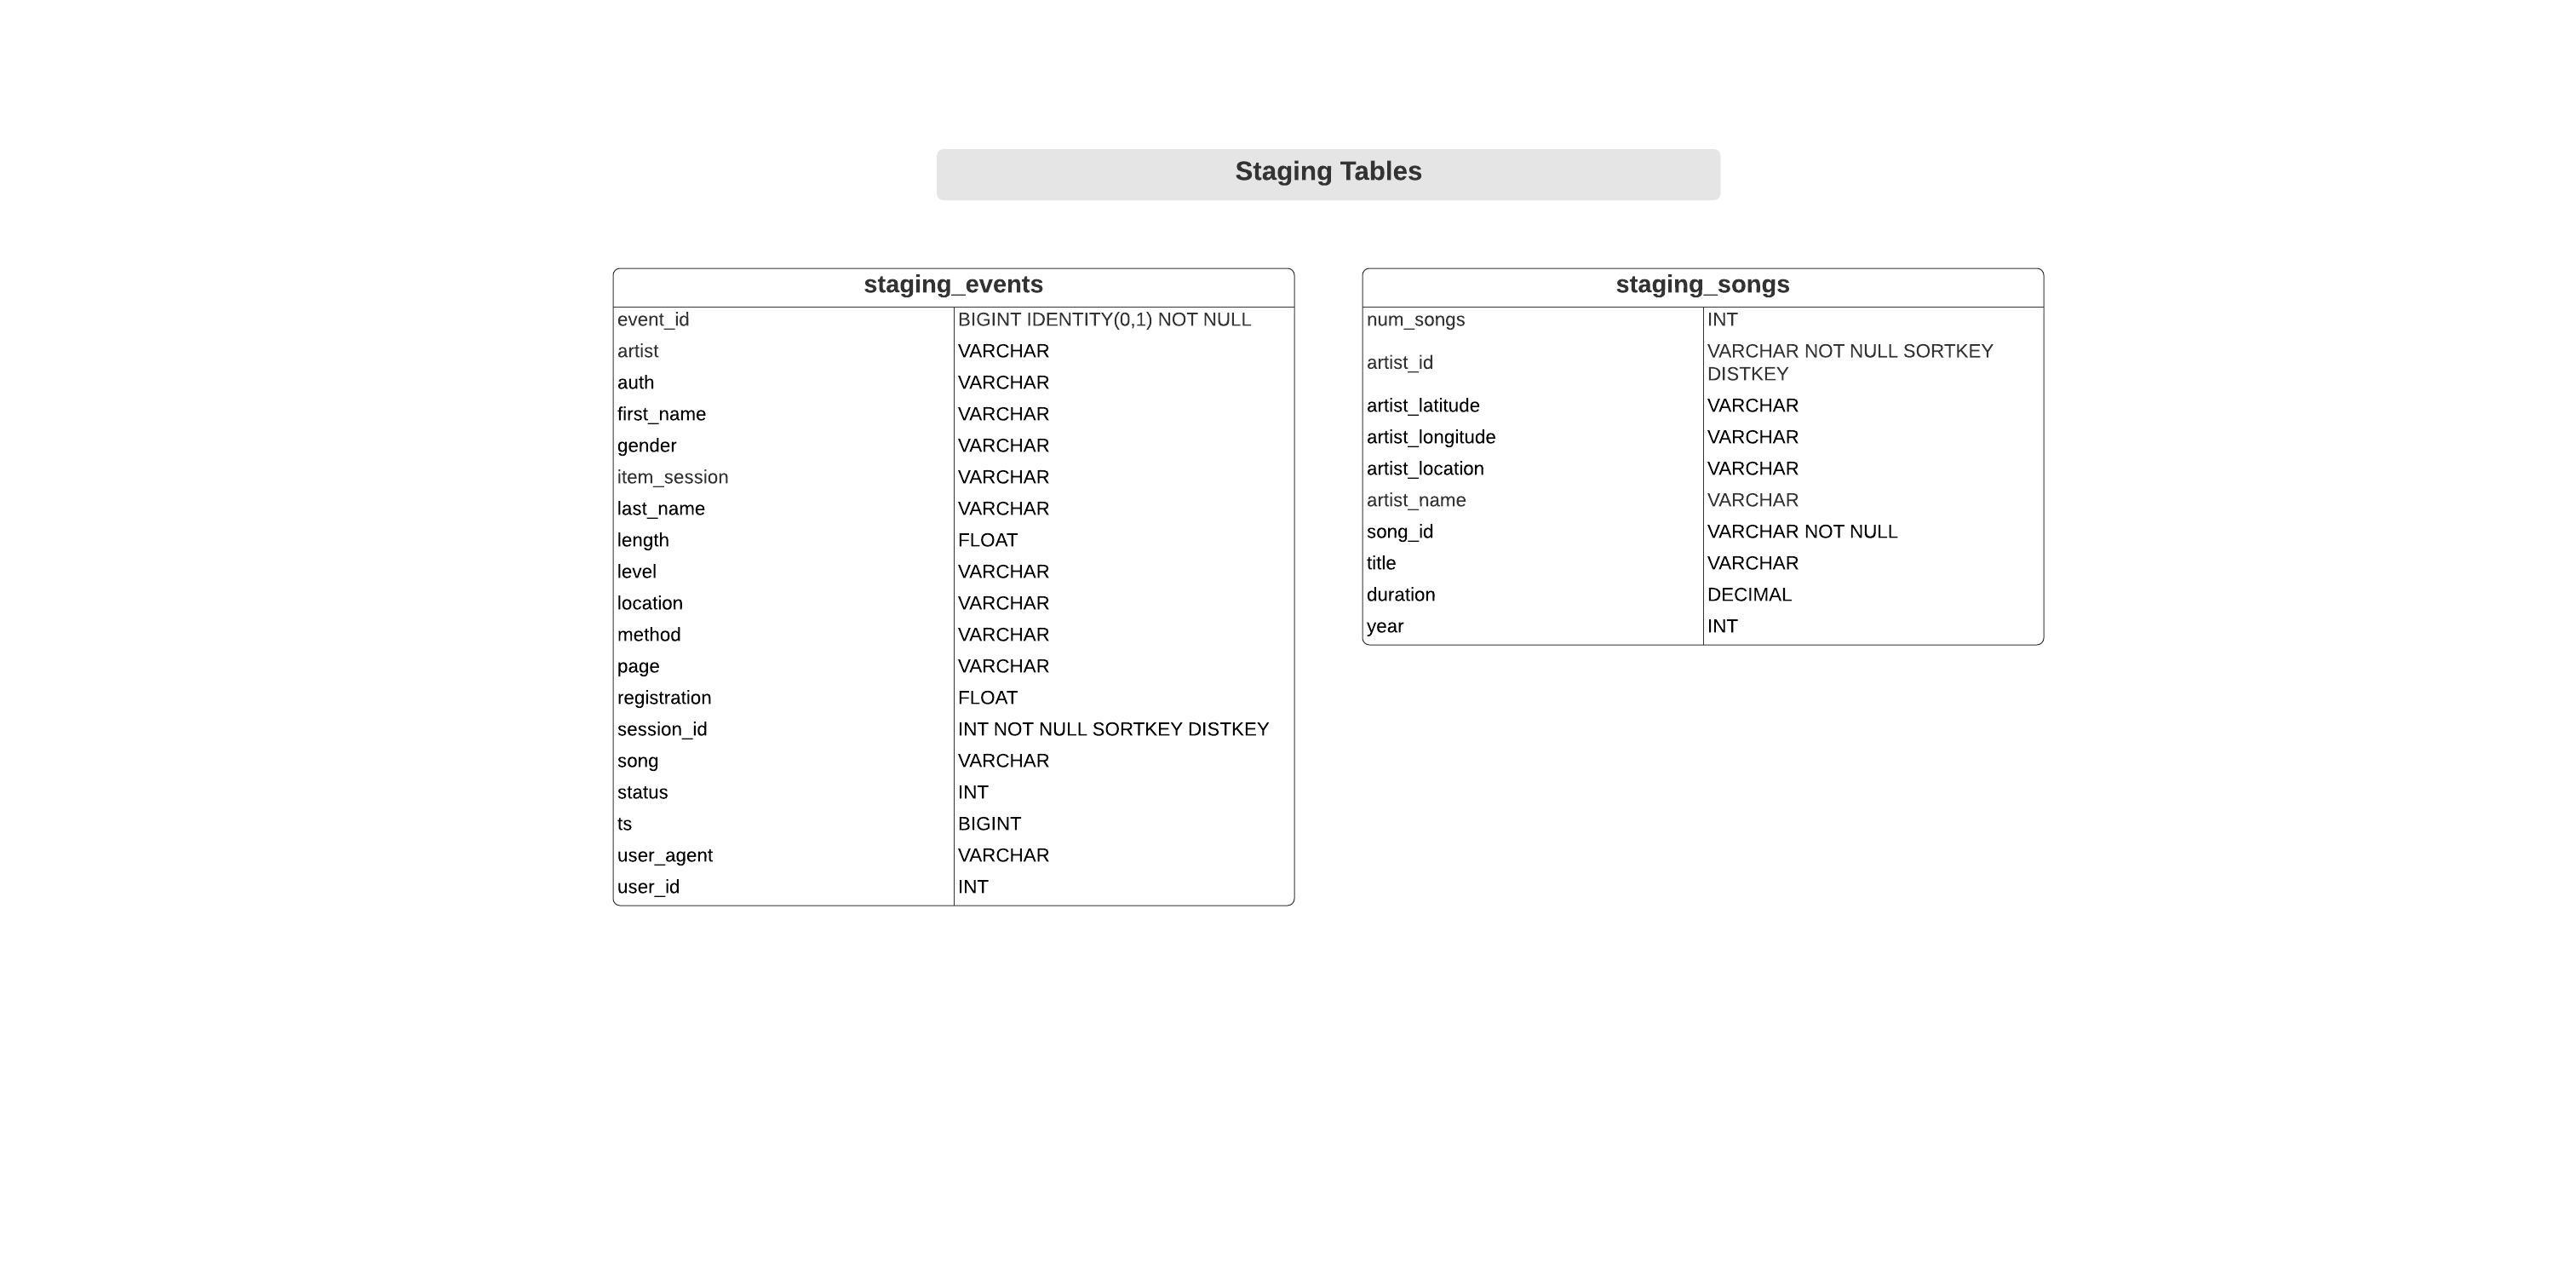 Staging Tables
staging_events
event_id BIGINT IDENTITY(0,1) NOT NULL
artist VARCHAR
auth VARCHAR
first_name VARCHAR
gender VARCHAR
item_session VARCHAR
last_name VARCHAR
length FLOAT
level VARCHAR
location VARCHAR
method VARCHAR
page VARCHAR
registration FLOAT
session_id INT NOT NULL SORTKEY DISTKEY
song VARCHAR
status INT
ts BIGINT
user_agent VARCHAR
user_id INT
staging_songs
num_songs INT
artist_id VARCHAR NOT NULL SORTKEY
DISTKEY
artist_latitude VARCHAR
artist_longitude VARCHAR
artist_location VARCHAR
artist_name VARCHAR
song_id VARCHAR NOT NULL
title VARCHAR
duration DECIMAL
year INT